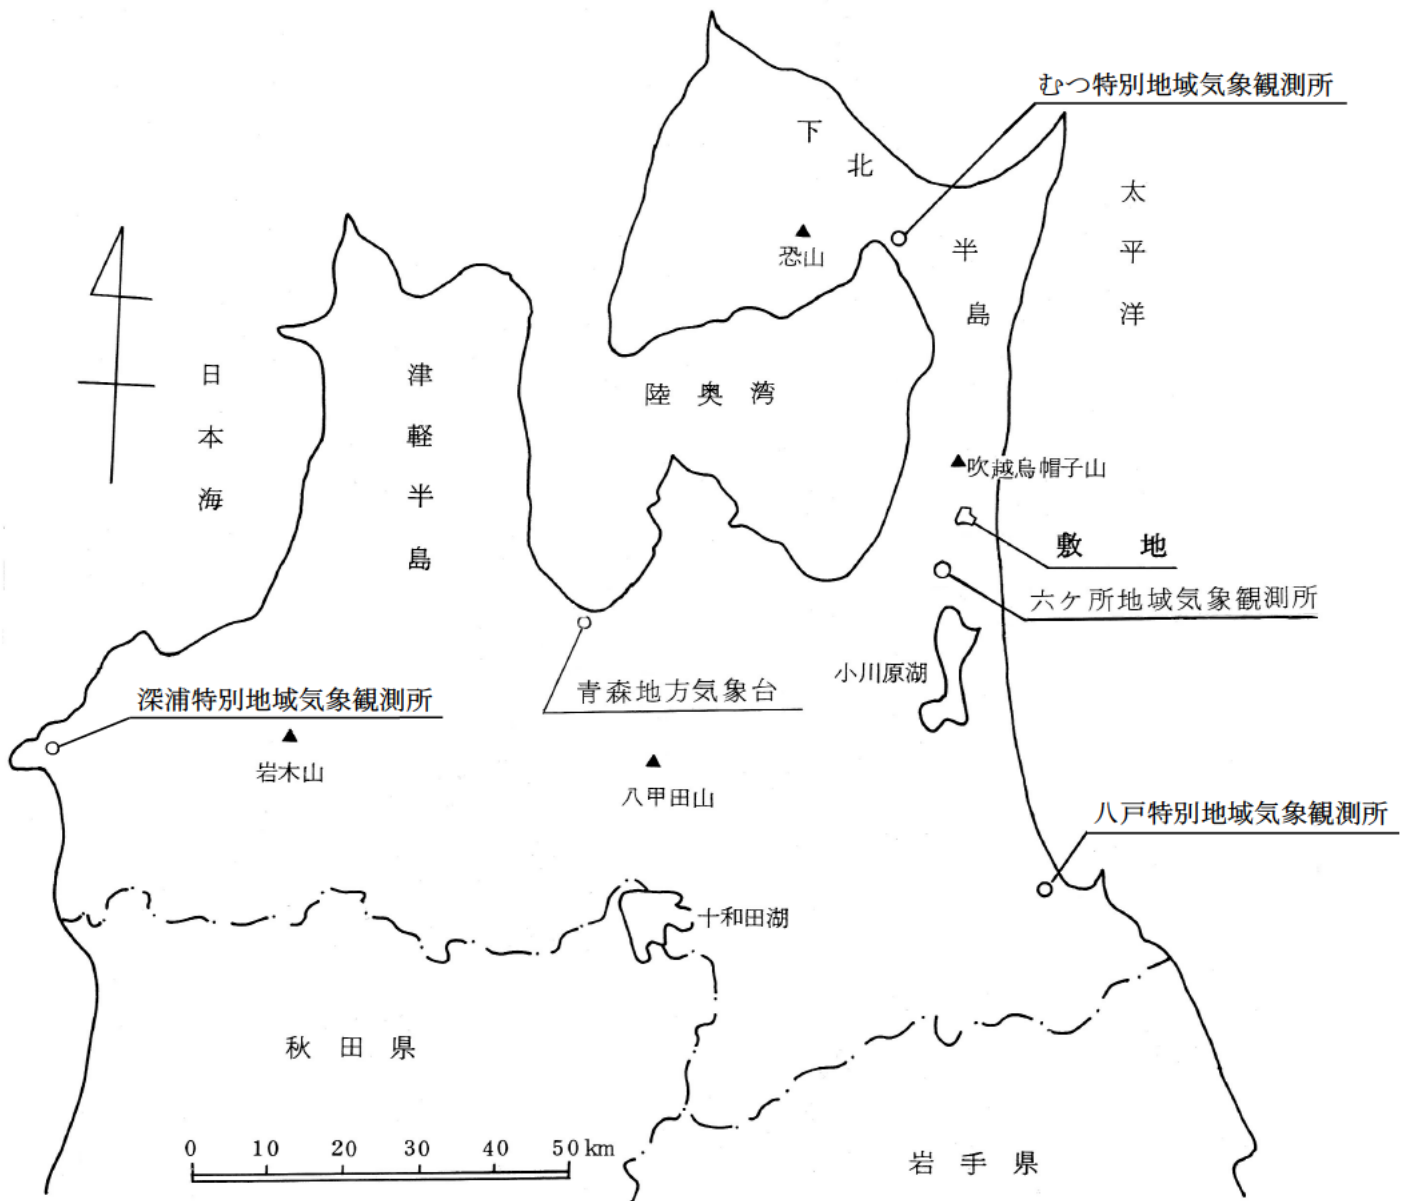 むつ特別地域気象観測所
下北半島
太平洋
恐山
日本海
津軽半島
陸奥湾
吹越烏帽子山
敷地
六ケ所地域気象観測所
小川原湖
青森地方気象台
深浦特別地域気象観測所
岩木山
八甲田山
八戸特別地域気象観測所
十和田湖
秋田県
0 10 20 30 40 50 km
岩手県